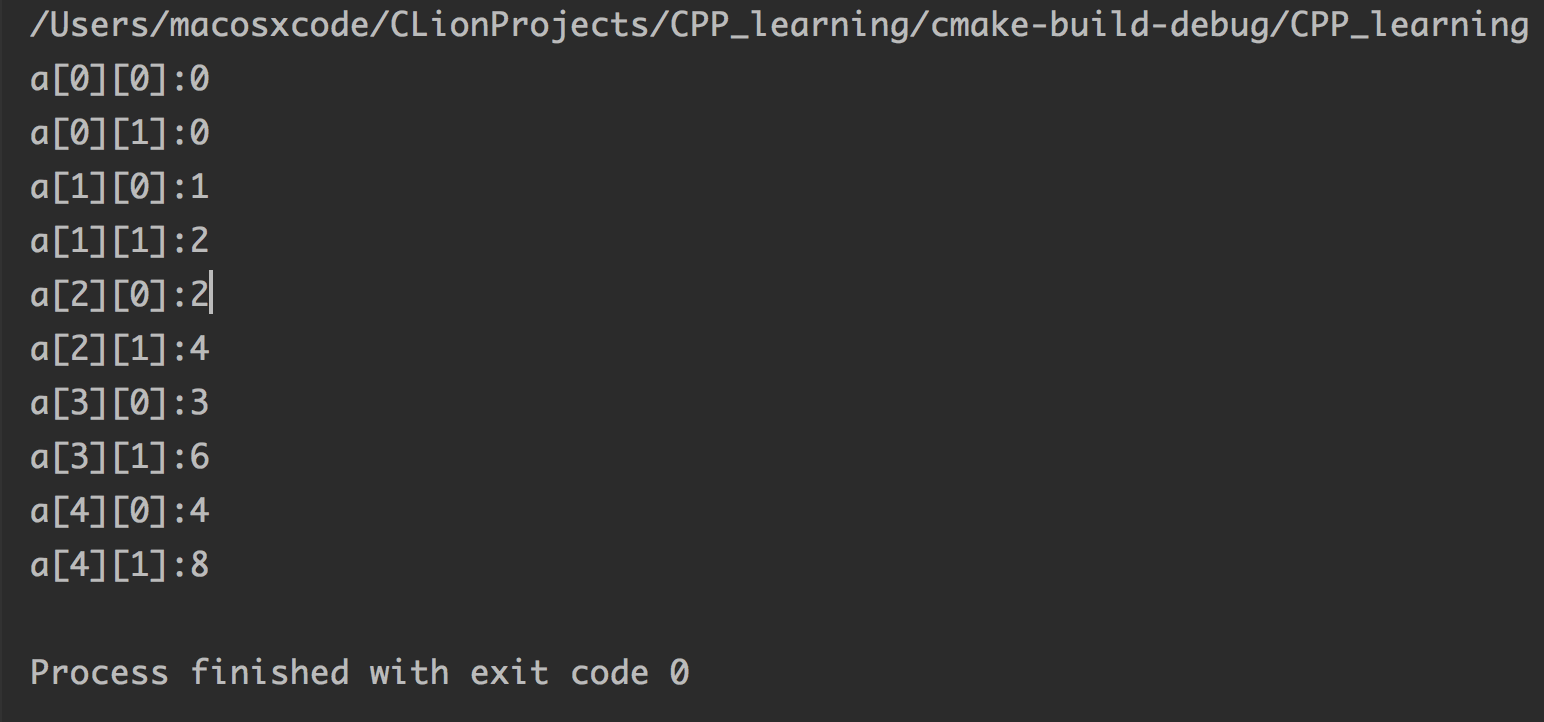 /Users/macosxcode/CLionProjects/CPP_learning/cmake-build-debug/CPP_learning
a[0][0]:0
a[0][1]:0
a[1][0]:1
a[1][1]:2
a[2][0]:2
a[2][1]:4
a[3][0]:3
a[3][1]:6
a[4][0]:4
a[4][1]:8
Process finished with exit code 0